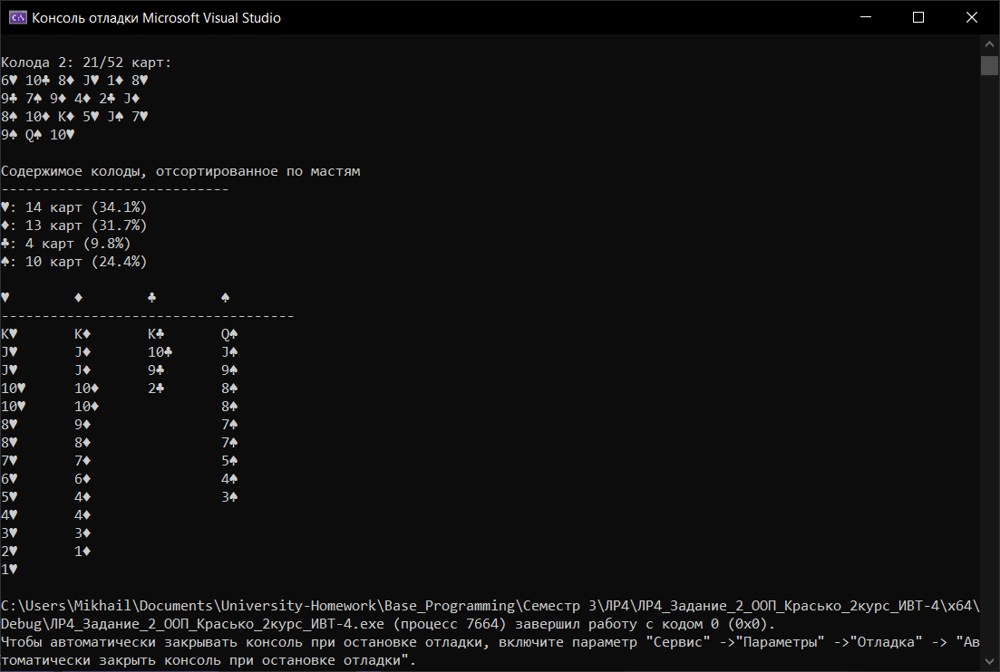 Консоль отладки Microsoft Visual Studio
Колода 2: 21/52 карт:
6♥ 10♣ 8♦ J♥ 1♦ 8♥
9♣ 7♠ 9♦ 4♦ 2♣ J♦
8♠ 10♦ K♦ 5♥ J♠ 7♥
9♠ Q♠ 10♥
Содержимое колоды, отсортированное по мастям
----------------------------
♥: 14 карт (34.1%)
♦: 13 карт (31.7%)
♣: 4 карт (9.8%)
♠: 10 карт (24.4%)
♥ ♦ ♣ ♠
------------------------------------
K♥ K♦ K♣ Q♠
J♥ J♦ 10♣ J♠
J♥ J♦ 9♣ 9♠
10♥ 10♦ 2♣ 8♠
10♥ 10♦ 8♠
8♥ 9♦ 7♠
8♥ 8♦ 7♠
7♥ 7♦ 5♠
6♥ 6♦ 4♠
5♥ 4♦ 3♠
4♥ 4♦
3♥ 3♦
2♥ 1♦
1♥
C:\Users\Mikhail\Documents\University-Homework\Base_Programming\Семестр 3\ЛР4\ЛР4_Задание_2_ООП_Красько_2курс_ИВТ-4\x64\
Debug\ЛР4_Задание_2_ООП_Красько_2курс_ИВТ-4.exe (процесс 7664) завершил работу с кодом 0 (0x0).
Чтобы автоматически закрывать консоль при остановке отладки, включите параметр "Сервис" ->"Параметры" ->"Отладка" -> "Ав
томатически закрыть консоль при остановке отладки".